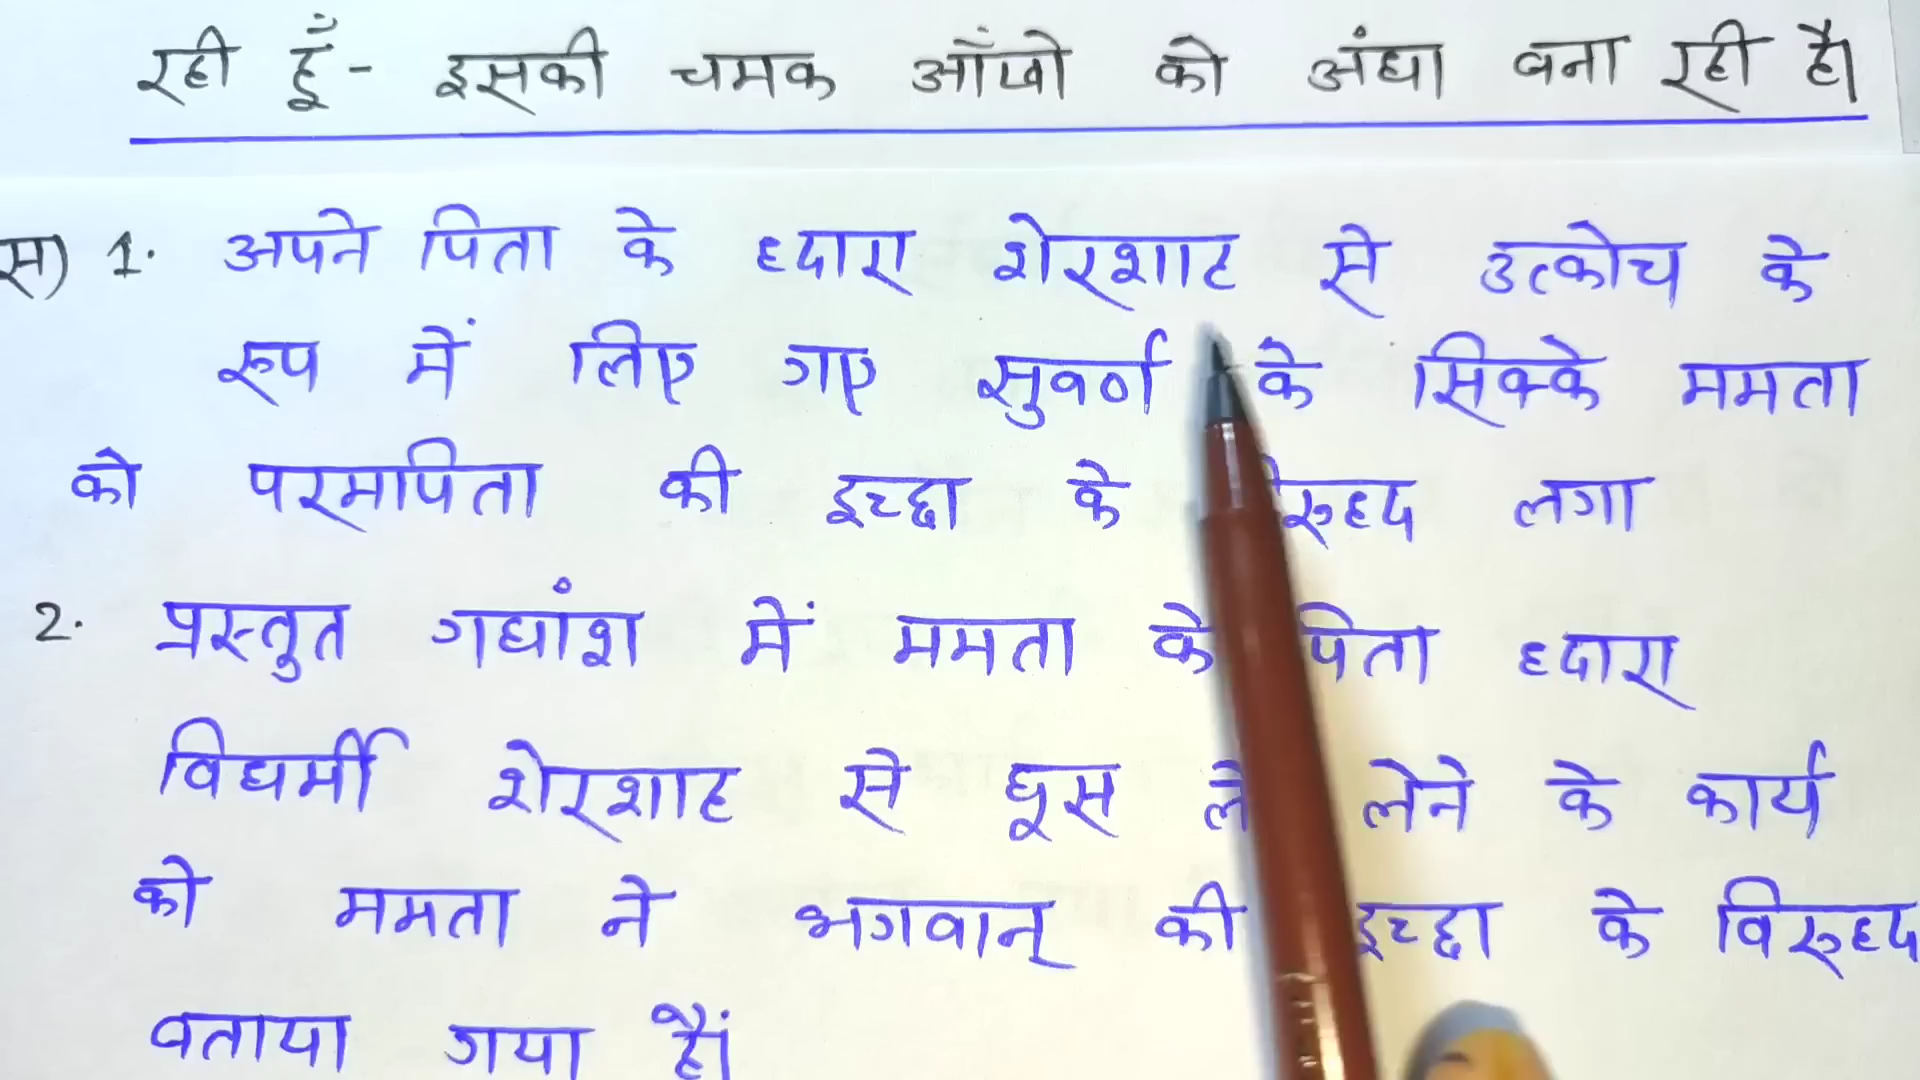 रही हूँ - इसकी चमक आँखो को अंधा बना रही है।
स) 1. अपने पिता के ध्दारा शेरशाह से उत्कोच के
रूप में लिए गए सुवर्ण के सिक्के ममता
को परमपिता की इच्छा के लगा
2. प्रस्तुत गद्यांश में ममता के पिता ध्दारा
विधर्मी शेरशाह से घूस ले लेने के कार्य
को ममता ने भगवान् की इच्छा के विरुध्द
बताया गया हैं।